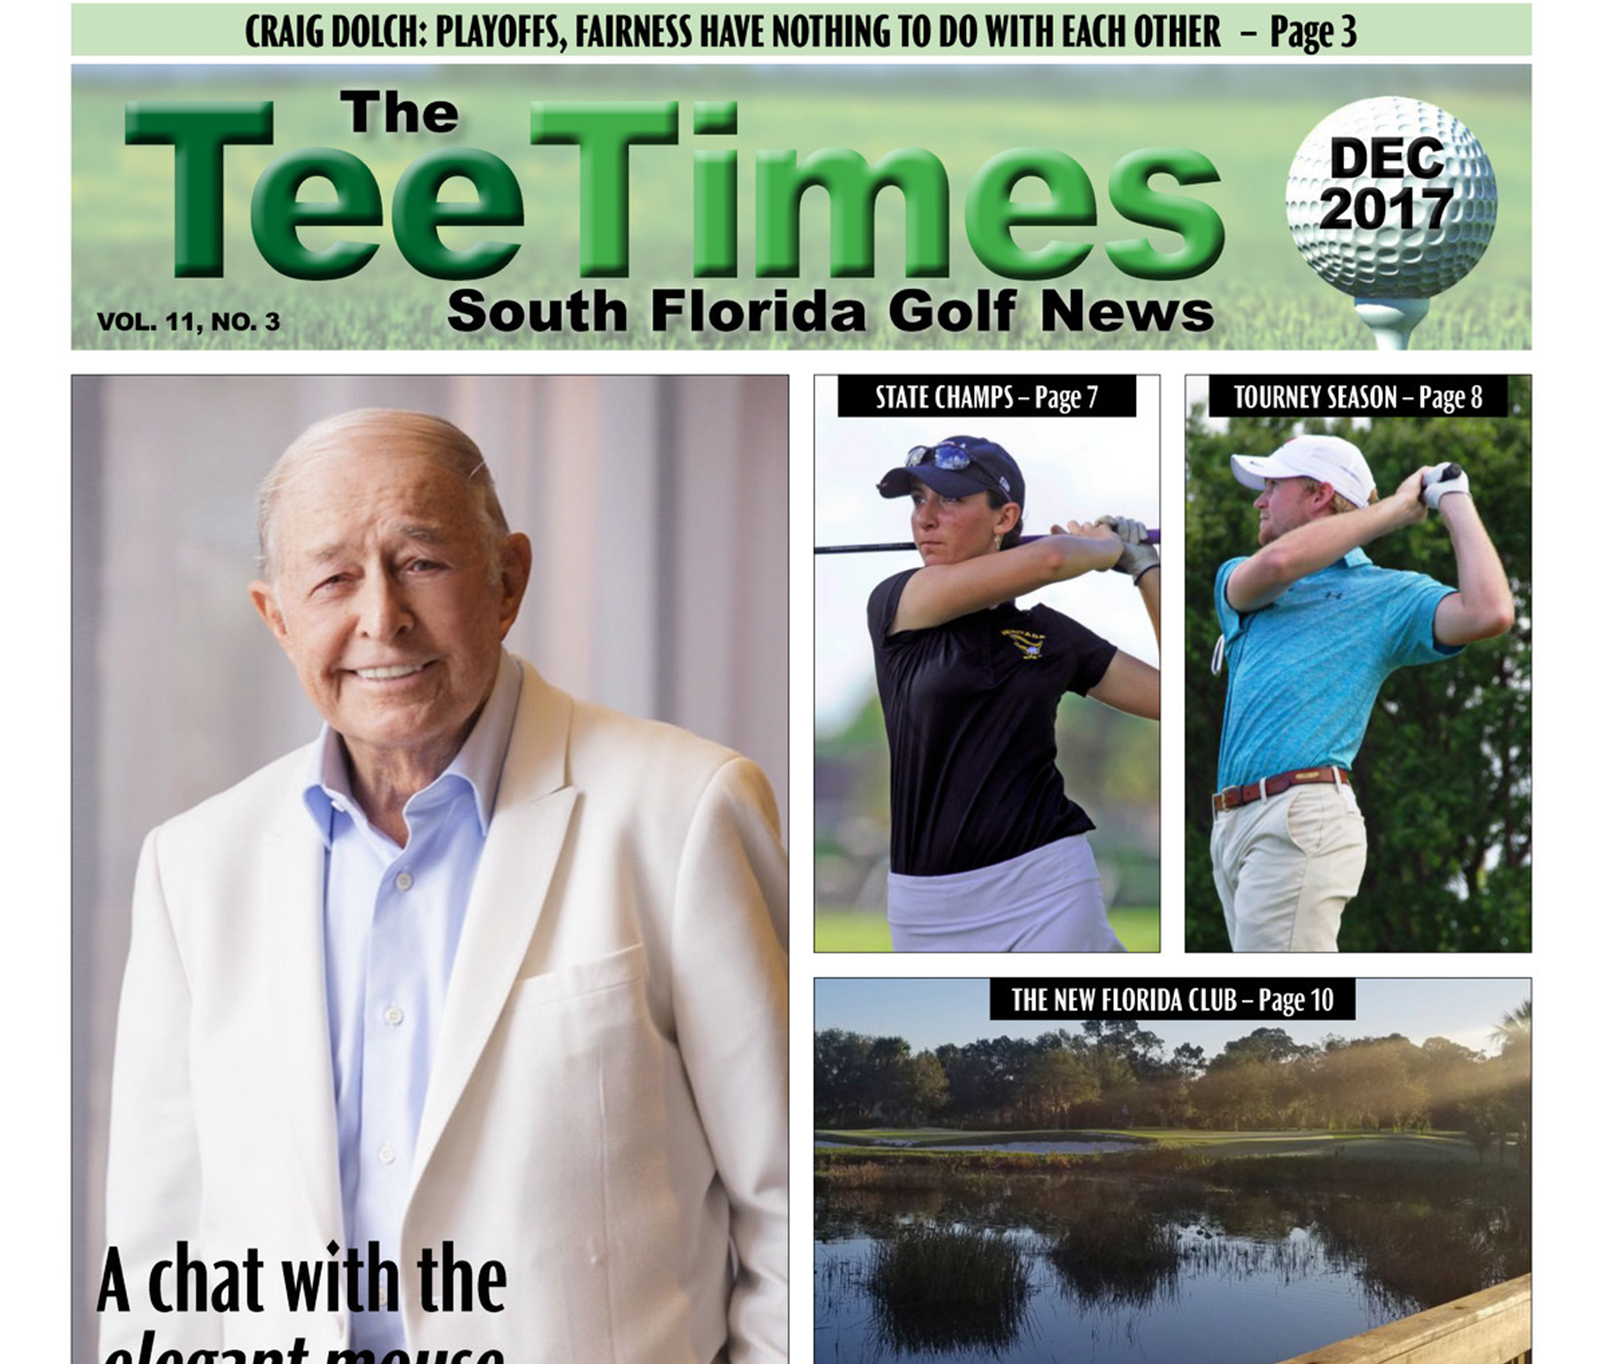 CRAIG DOLCH: PLAYOFFS, FAIRNESS HAVE NOTHING TO DO WITH EACH OTHER – Page 3
The
TeeTimes
DEC
2017
VOL. 11, NO. 3
South Florida Golf News
STATE CHAMPS – Page 7
TOURNEY SEASON – Page 8
THE NEW FLORIDA CLUB – Page 10
A chat with the
elegant mouse